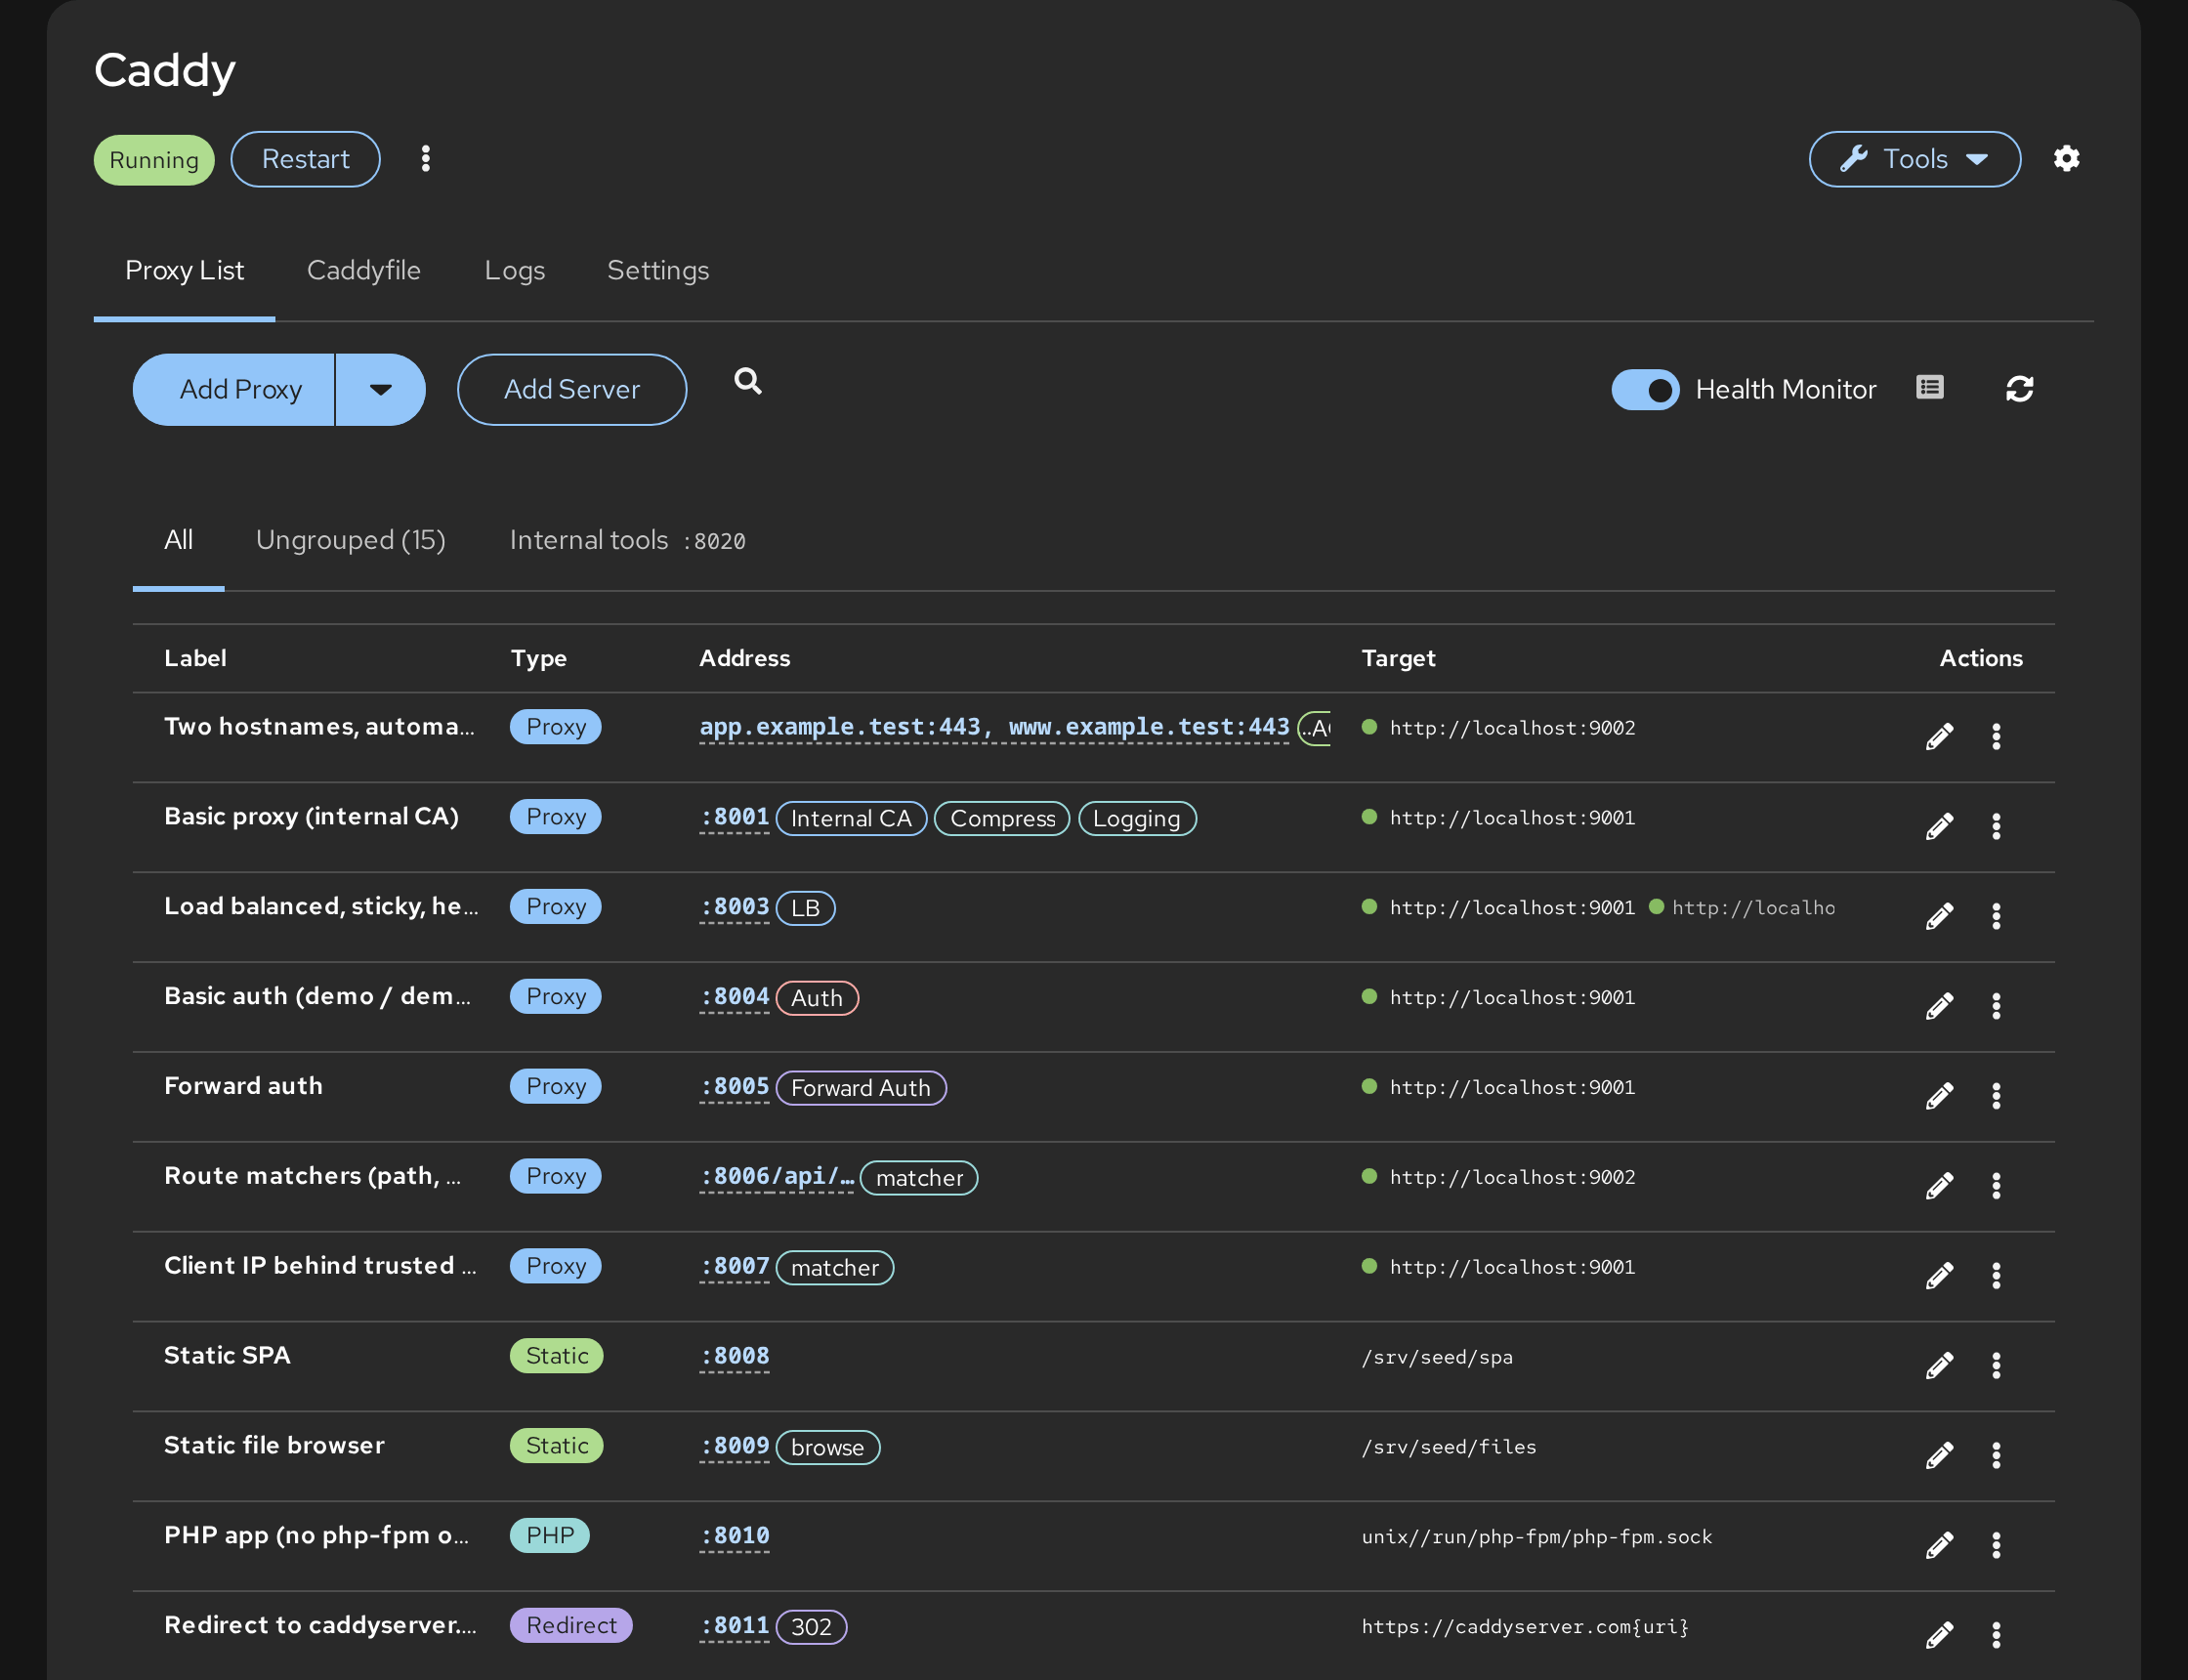 Caddy
Running Restart Tools
Proxy List Caddyfile Logs Settings
Add Proxy Add Server Health Monitor
All Ungrouped (15) Internal tools :8020
Label Type Address Target Actions
Two hostnames, automa... Proxy app.example.test:443, www.example.test:443 http://localhost:9002
Basic proxy (internal CA) Proxy :8001 Internal CA Compress Logging http://localhost:9001
Load balanced, sticky, he... Proxy :8003 LB http://localhost:9001 http://localho
Basic auth (demo / dem... Proxy :8004 Auth http://localhost:9001
Forward auth Proxy :8005 Forward Auth http://localhost:9001
Route matchers (path, ... Proxy :8006/api/… matcher http://localhost:9002
Client IP behind trusted ... Proxy :8007 matcher http://localhost:9001
Static SPA Static :8008 /srv/seed/spa
Static file browser Static :8009 browse /srv/seed/files
PHP app (no php-fpm o... PHP :8010 unix//run/php-fpm/php-fpm.sock
Redirect to caddyserver.... Redirect :8011 302 https://caddyserver.com{uri}